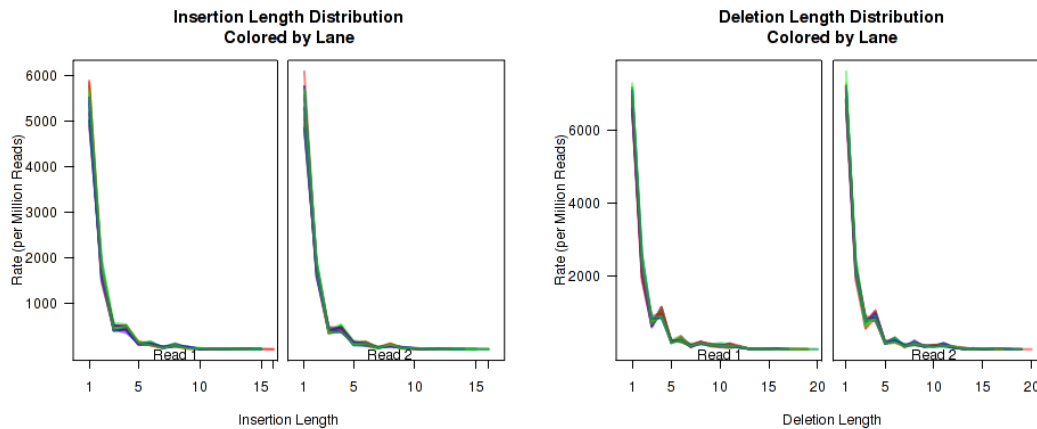 Insertion Length Distribution
Colored by Lane
Rate (per Million Reads)
6000
5000
4000
3000
2000
1000
Read 1
Read 2
1 5 10 15
1 5 10 15
Insertion Length
Deletion Length Distribution
Colored by Lane
Rate (per Million Reads)
6000
4000
2000
Read 1
Read 2
1 5 10 15 20
1 5 10 15 20
Deletion Length